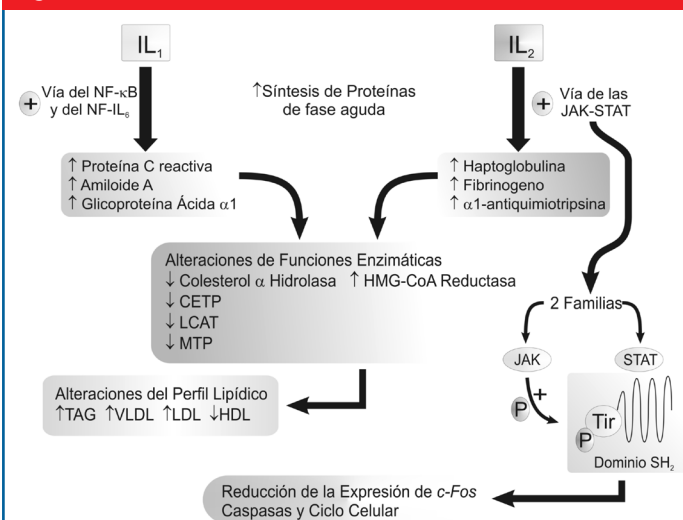 IL₁
IL₂
Vía del NF-κB
y del NF-IL₆
+
↑Síntesis de Proteínas
de fase aguda
+
Vía de las
JAK-STAT
↑ Proteína C reactiva
↑ Amiloide A
↑ Glicoproteína Ácida α1
↑ Haptoglobulina
↑ Fibrinogeno
↑ α1-antiquimiotripsina
Alteraciones de Funciones Enzimáticas
↓ Colesterol α Hidrolasa ↑ HMG-CoA Reductasa
↓ CETP
↓ LCAT
↓ MTP
2 Familias
JAK
STAT
Alteraciones del Perfil Lipídico
↑TAG ↑VLDL ↑LDL ↓HDL
+
P
Tir
P
Dominio SH₂
Reducción de la Expresión de c-Fos
Caspasas y Ciclo Celular